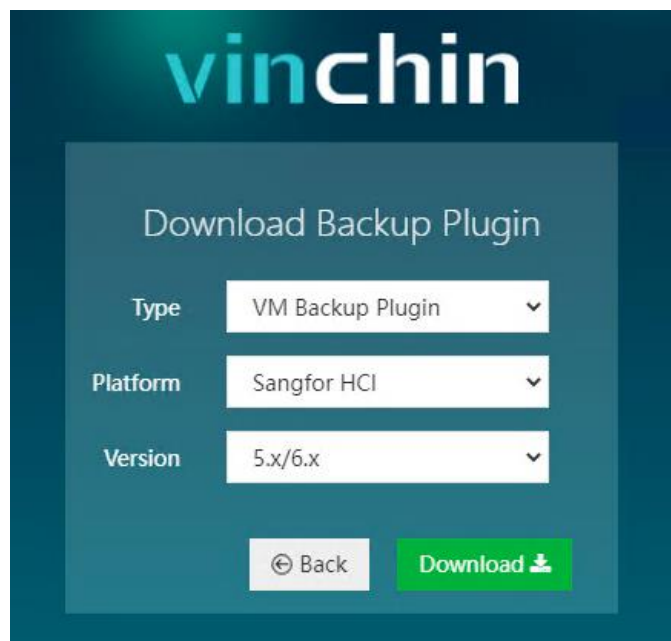 vinchin
Download Backup Plugin
Type VM Backup Plugin
Platform Sangfor HCI
Version 5.x/6.x
Back Download